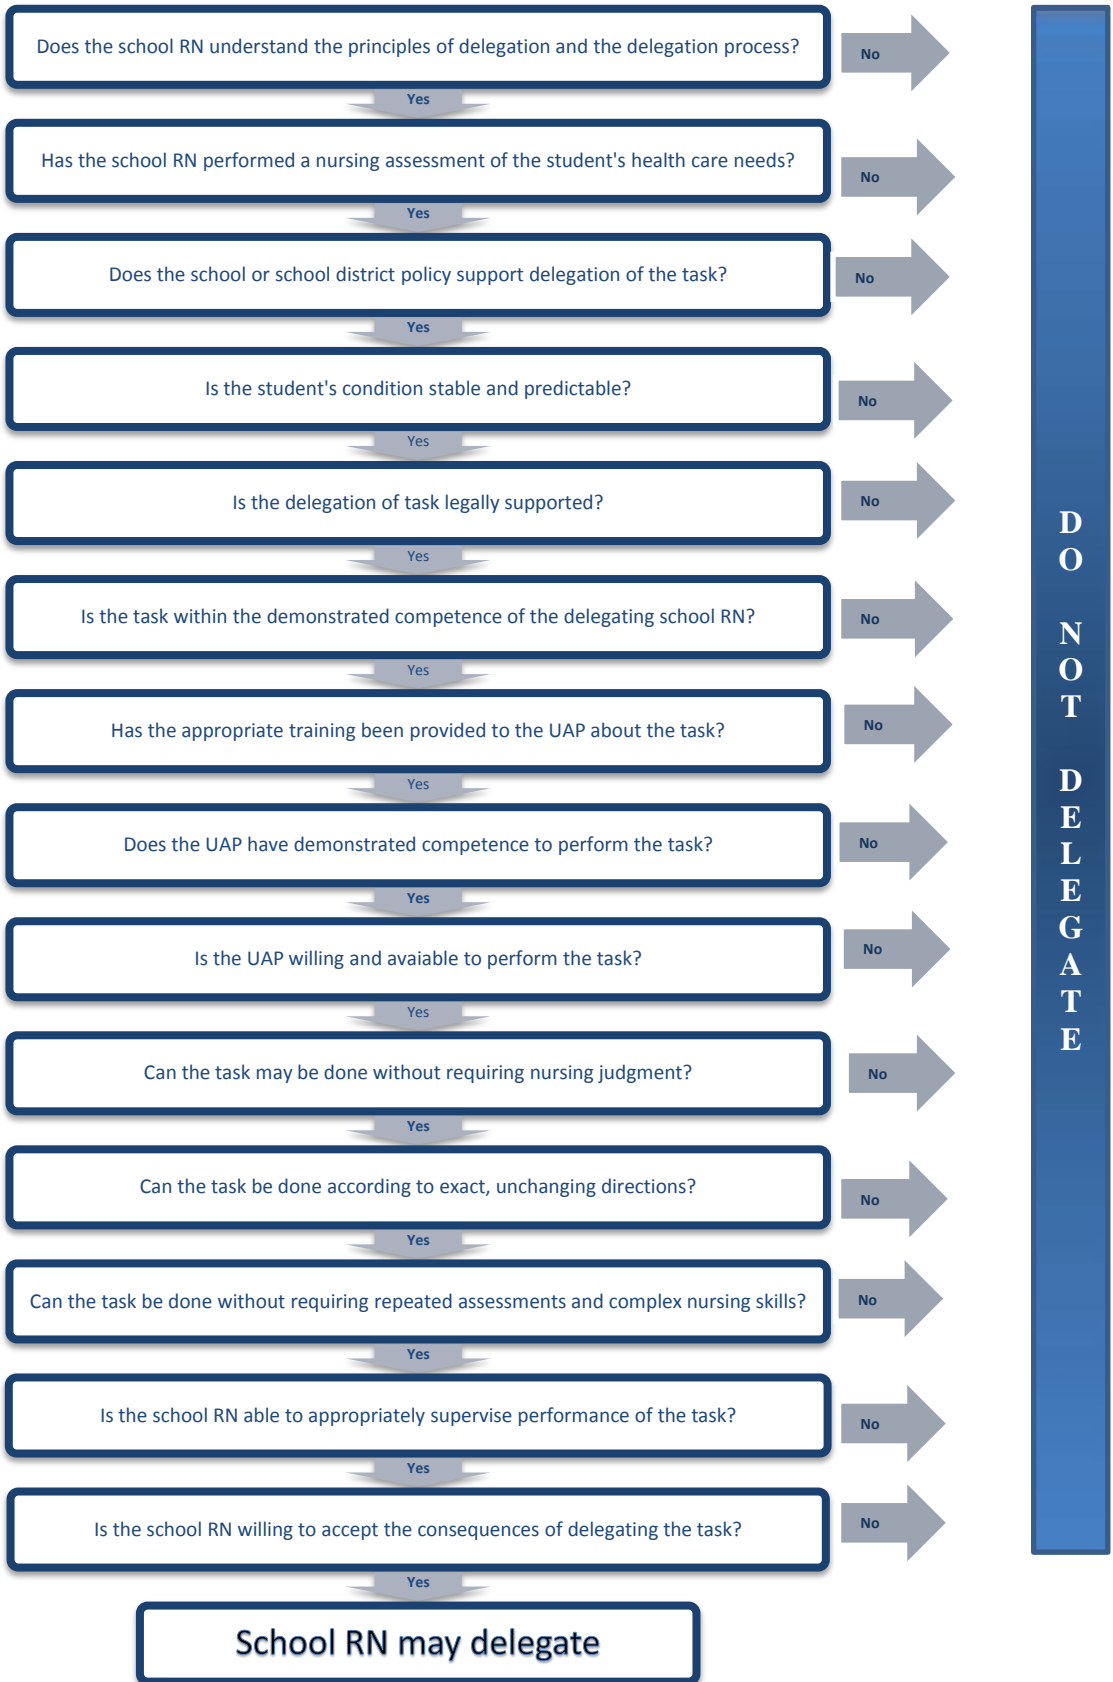 Does the school RN understand the principles of delegation and the delegation process?
No
Yes
Has the school RN performed a nursing assessment of the student's health care needs?
No
Yes
Does the school or school district policy support delegation of the task?
No
Yes
Is the student's condition stable and predictable?
No
Yes
Is the delegation of task legally supported?
No
Yes
Is the task within the demonstrated competence of the delegating school RN?
No
Yes
Has the appropriate training been provided to the UAP about the task?
No
Yes
Does the UAP have demonstrated competence to perform the task?
No
Yes
Is the UAP willing and avaiable to perform the task?
No
Yes
Can the task may be done without requiring nursing judgment?
No
Yes
Can the task be done according to exact, unchanging directions?
No
Yes
Can the task be done without requiring repeated assessments and complex nursing skills?
No
Yes
Is the school RN able to appropriately supervise performance of the task?
No
Yes
Is the school RN willing to accept the consequences of delegating the task?
No
Yes
School RN may delegate
DO NOT DELEGATE